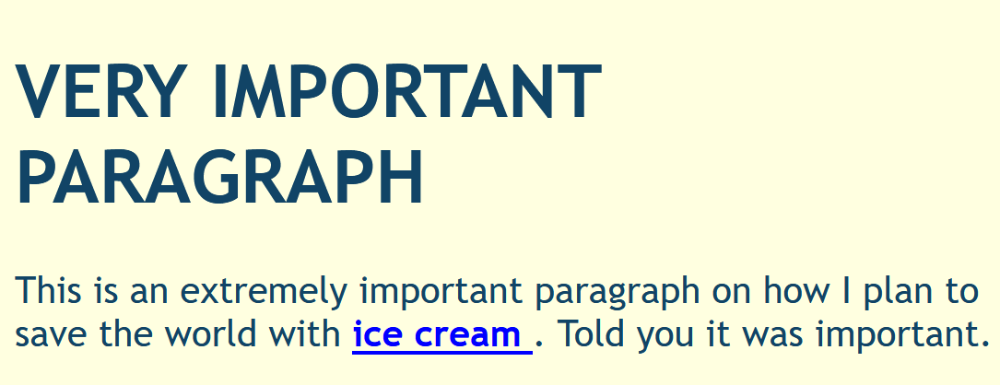 VERY IMPORTANT
PARAGRAPH
This is an extremely important paragraph on how I plan to
save the world with ice cream . Told you it was important.